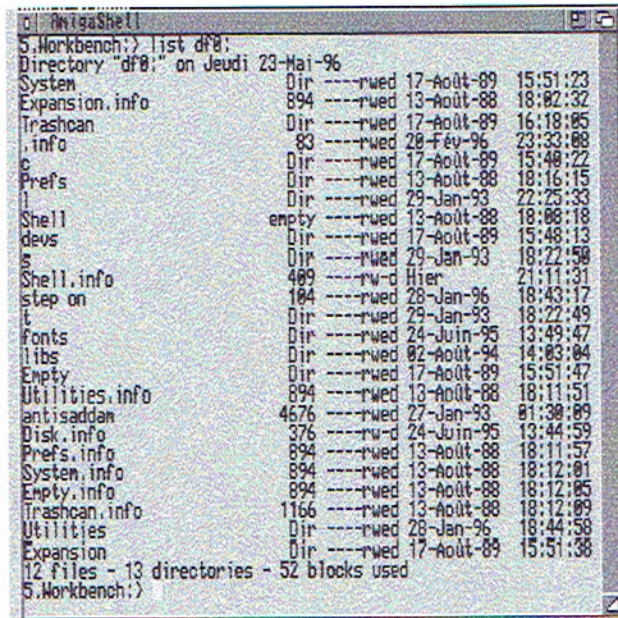 AmigaShell
5.Workbench:> list df0:
Directory "df0:" on Jeudi 23-Mai-96
System Dir ----rwed 17-Août-89 15:51:23
Expansion.info 894 ----rwed 13-Août-88 18:02:32
Trashcan Dir ----rwed 17-Août-89 16:18:05
.info 83 ----rwed 20-Fév-96 23:33:08
c Dir ----rwed 17-Août-89 15:40:22
Prefs Dir ----rwed 13-Août-88 18:16:15
l Dir ----rwed 29-Jan-93 22:25:33
Shell empty ----rwed 13-Août-88 18:08:18
devs Dir ----rwed 17-Août-89 15:48:13
s Dir ----rwed 29-Jan-93 18:22:50
Shell.info 409 ----rw-d Hier 21:11:31
step on 104 ----rwed 28-Jan-96 18:43:17
t Dir ----rwed 29-Jan-93 18:22:49
fonts Dir ----rwed 24-Juin-95 13:49:47
libs Dir ----rwed 02-Août-94 14:03:04
Empty Dir ----rwed 17-Août-89 15:51:47
Utilities.info 894 ----rwed 13-Août-88 18:11:51
antisaddam 4676 ----rwed 27-Jan-93 01:30:09
Disk.info 376 ----rw-d 24-Juin-95 13:44:59
Prefs.info 894 ----rwed 13-Août-88 18:11:57
System.info 894 ----rwed 13-Août-88 18:12:01
Empty.info 894 ----rwed 13-Août-88 18:12:05
Trashcan.info 1166 ----rwed 13-Août-88 18:12:09
Utilities Dir ----rwed 28-Jan-96 18:44:58
Expansion Dir ----rwed 17-Août-89 15:51:38
12 files - 13 directories - 52 blocks used
5.Workbench:>